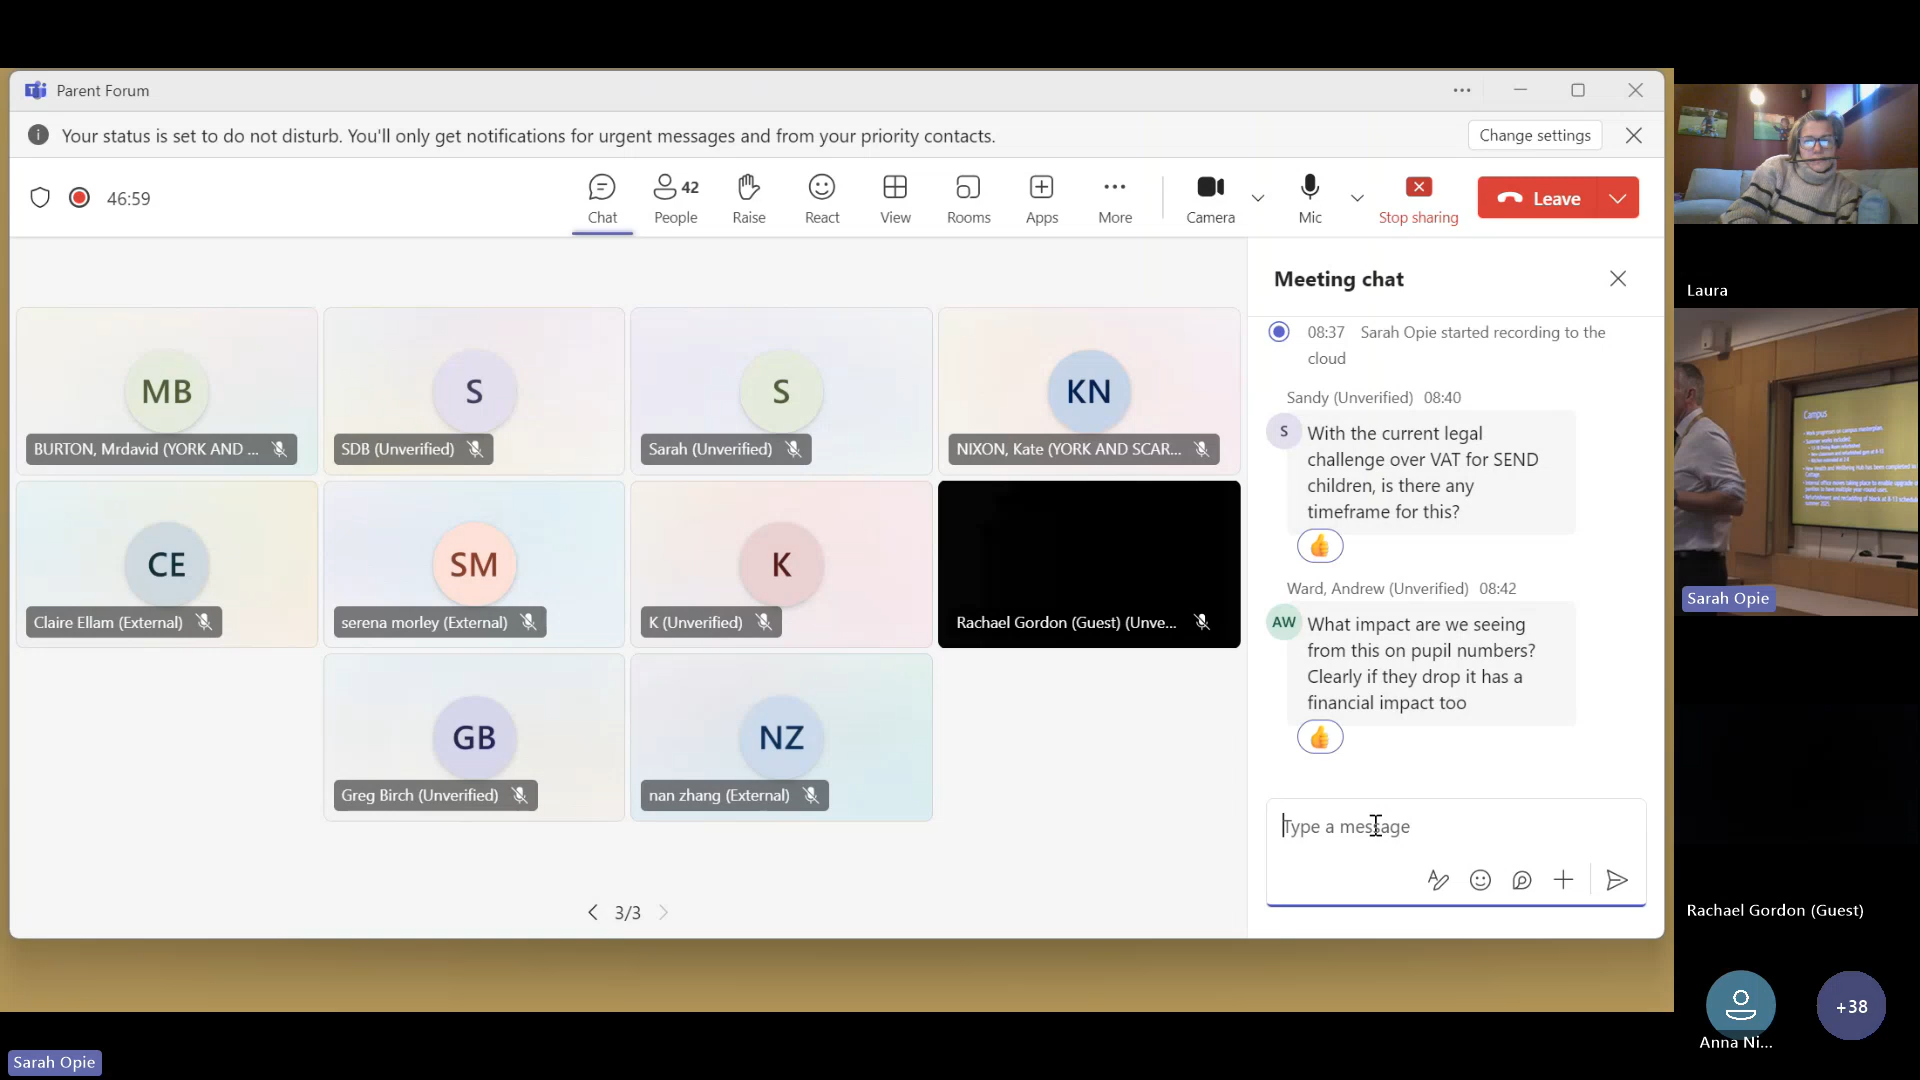 Parent Forum
Your status is set to do not disturb. You'll only get notifications for urgent messages and from your priority contacts.
Change settings
46:59
Chat
42
People
Raise
React
View
Rooms
Apps
More
Camera
Mic
Stop sharing
Leave
MB
BURTON, Mrdavid (YORK AND ...
S
SDB (Unverified)
S
Sarah (Unverified)
KN
NIXON, Kate (YORK AND SCAR...
CE
Claire Ellam (External)
SM
serena morley (External)
K
K (Unverified)
Rachael Gordon (Guest) (Unve...
GB
Greg Birch (Unverified)
NZ
nan zhang (External)
3/3
Meeting chat
08:37 Sarah Opie started recording to the
cloud
Sandy (Unverified) 08:40
S
With the current legal
challenge over VAT for SEND
children, is there any
timeframe for this?
Ward, Andrew (Unverified) 08:42
AW
What impact are we seeing
from this on pupil numbers?
Clearly if they drop it has a
financial impact too
Type a message
Laura
Campus
Sarah Opie
Rachael Gordon (Guest)
+38
Anna Ni...
Sarah Opie